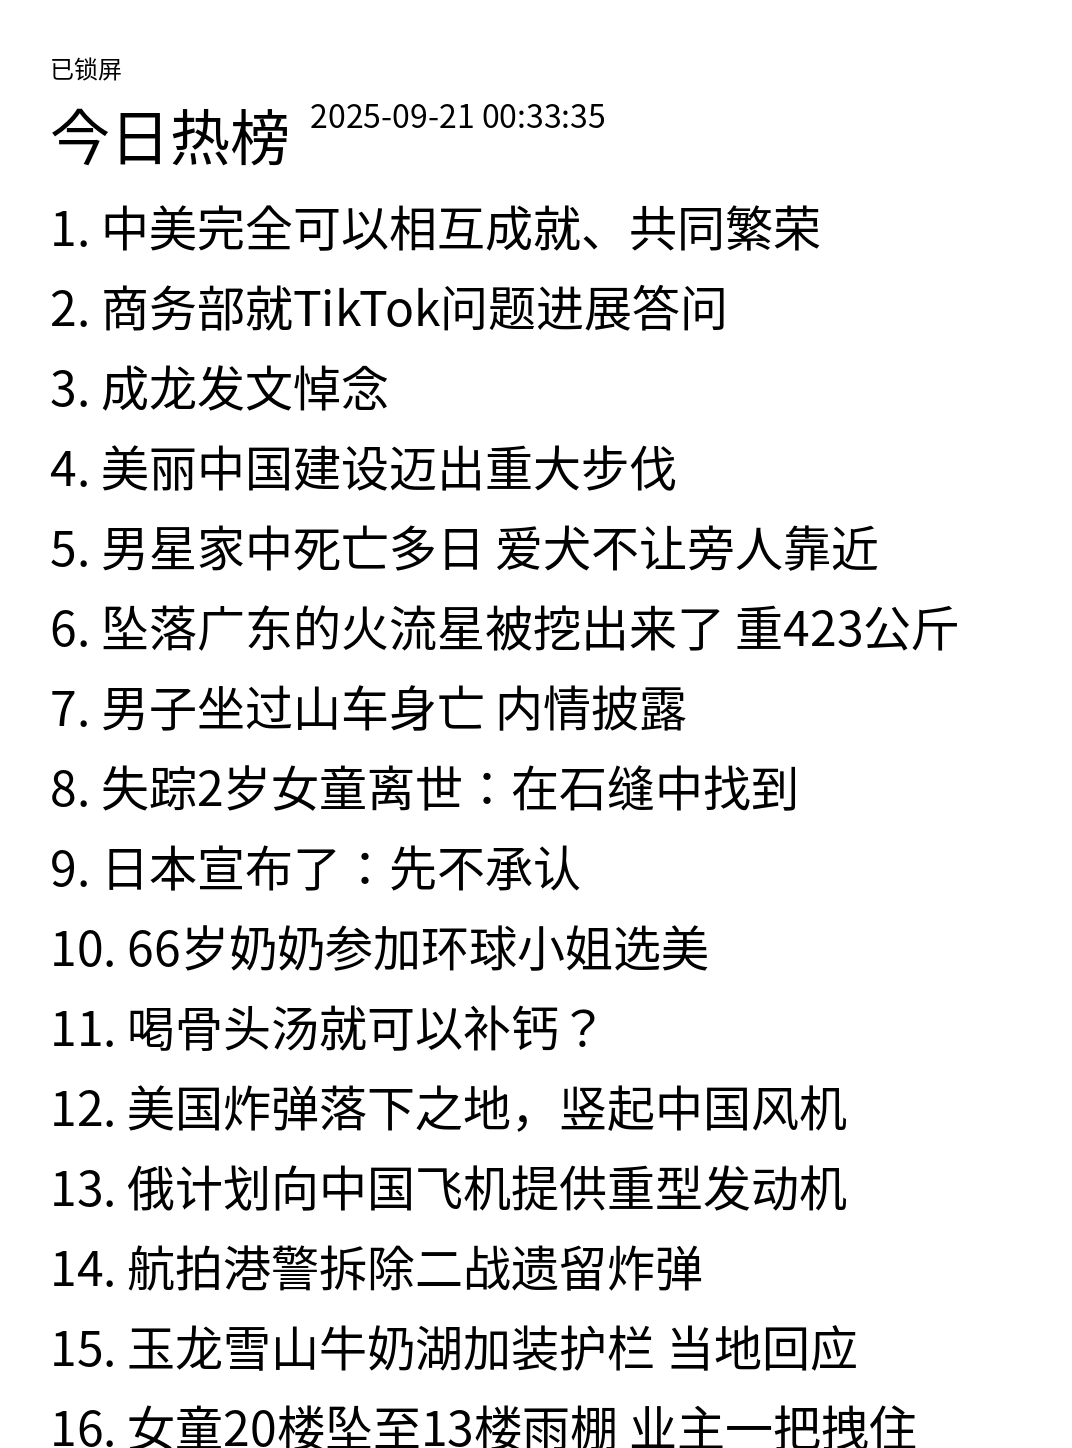 已锁屏
今日热榜 2025-09-21 00:33:35
1. 中美完全可以相互成就、共同繁荣
2. 商务部就TikTok问题进展答问
3. 成龙发文悼念
4. 美丽中国建设迈出重大步伐
5. 男星家中死亡多日 爱犬不让旁人靠近
6. 坠落广东的火流星被挖出来了 重423公斤
7. 男子坐过山车身亡 内情披露
8. 失踪2岁女童离世：在石缝中找到
9. 日本宣布了：先不承认
10. 66岁奶奶参加环球小姐选美
11. 喝骨头汤就可以补钙？
12. 美国炸弹落下之地，竖起中国风机
13. 俄计划向中国飞机提供重型发动机
14. 航拍港警拆除二战遗留炸弹
15. 玉龙雪山牛奶湖加装护栏 当地回应
16. 女童20楼坠至13楼雨棚 业主一把拽住